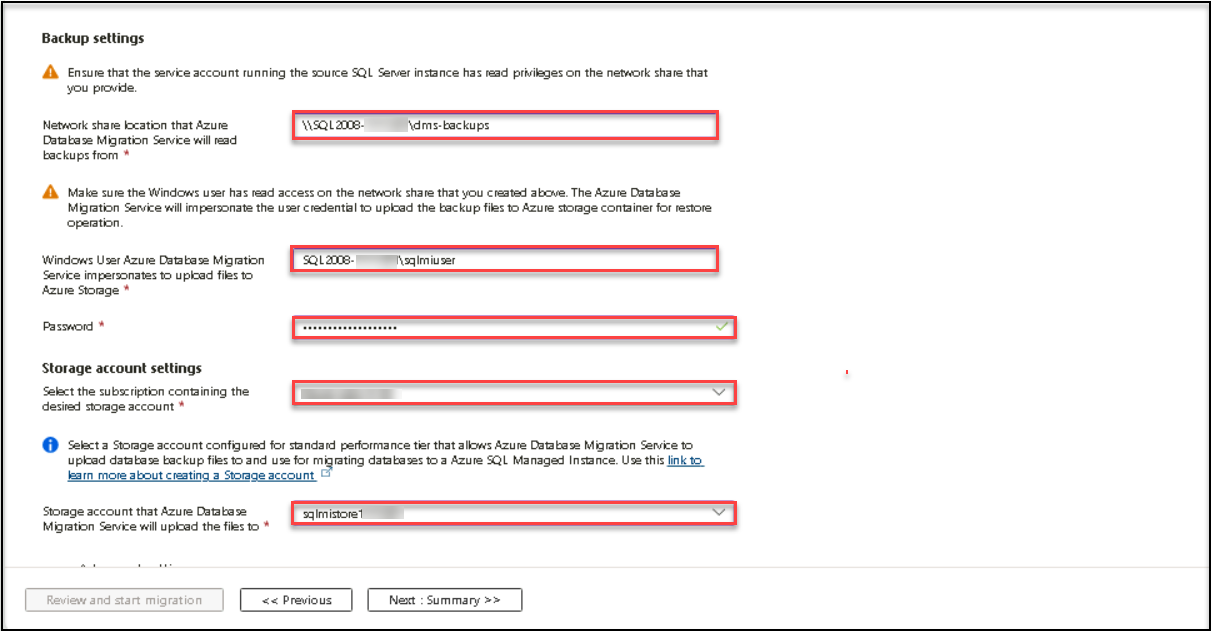 Backup settings
Ensure that the service account running the source SQL Server instance has read privileges on the network share that
you provide.
Network share location that Azure
Database Migration Service will read
backups from *
\\SQL2008- \dms-backups
Make sure the Windows user has read access on the network share that you created above. The Azure Database
Migration Service will impersonate the user credential to upload the backup files to Azure storage container for restore
operation.
Windows User Azure Database Migration
Service impersonates to upload files to
Azure Storage *
SQL2008- \sqlmiuser
Password *
Storage account settings
Select the subscription containing the
desired storage account *
Select a Storage account configured for standard performance tier that allows Azure Database Migration Service to
upload database backup files to and use for migrating databases to a Azure SQL Managed Instance. Use this link to
learn more about creating a Storage account
Storage account that Azure Database
Migration Service will upload the files to *
sqlmistore1
Review and start migration
<< Previous
Next : Summary >>